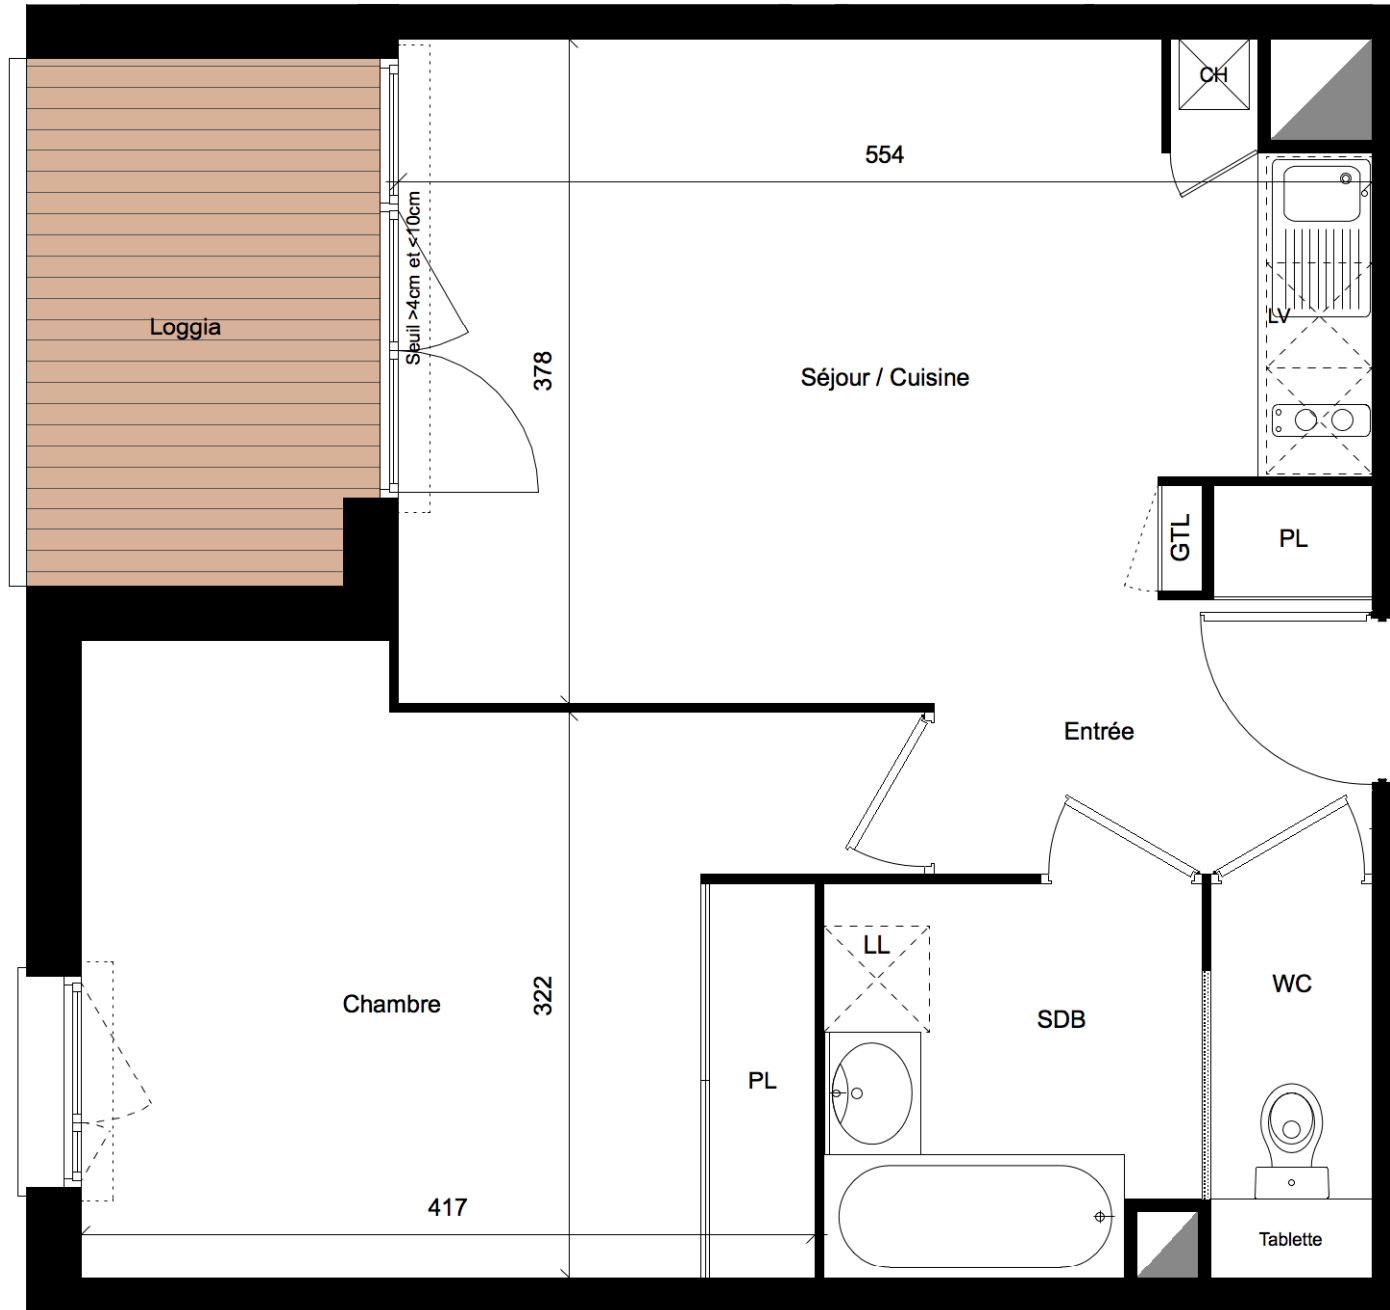 CH
554
Seuil >4cm et <10cm
Loggia
LV
378
Séjour / Cuisine
GTL
PL
Entrée
LL
WC
Chambre
322
SDB
PL
417
Tablette